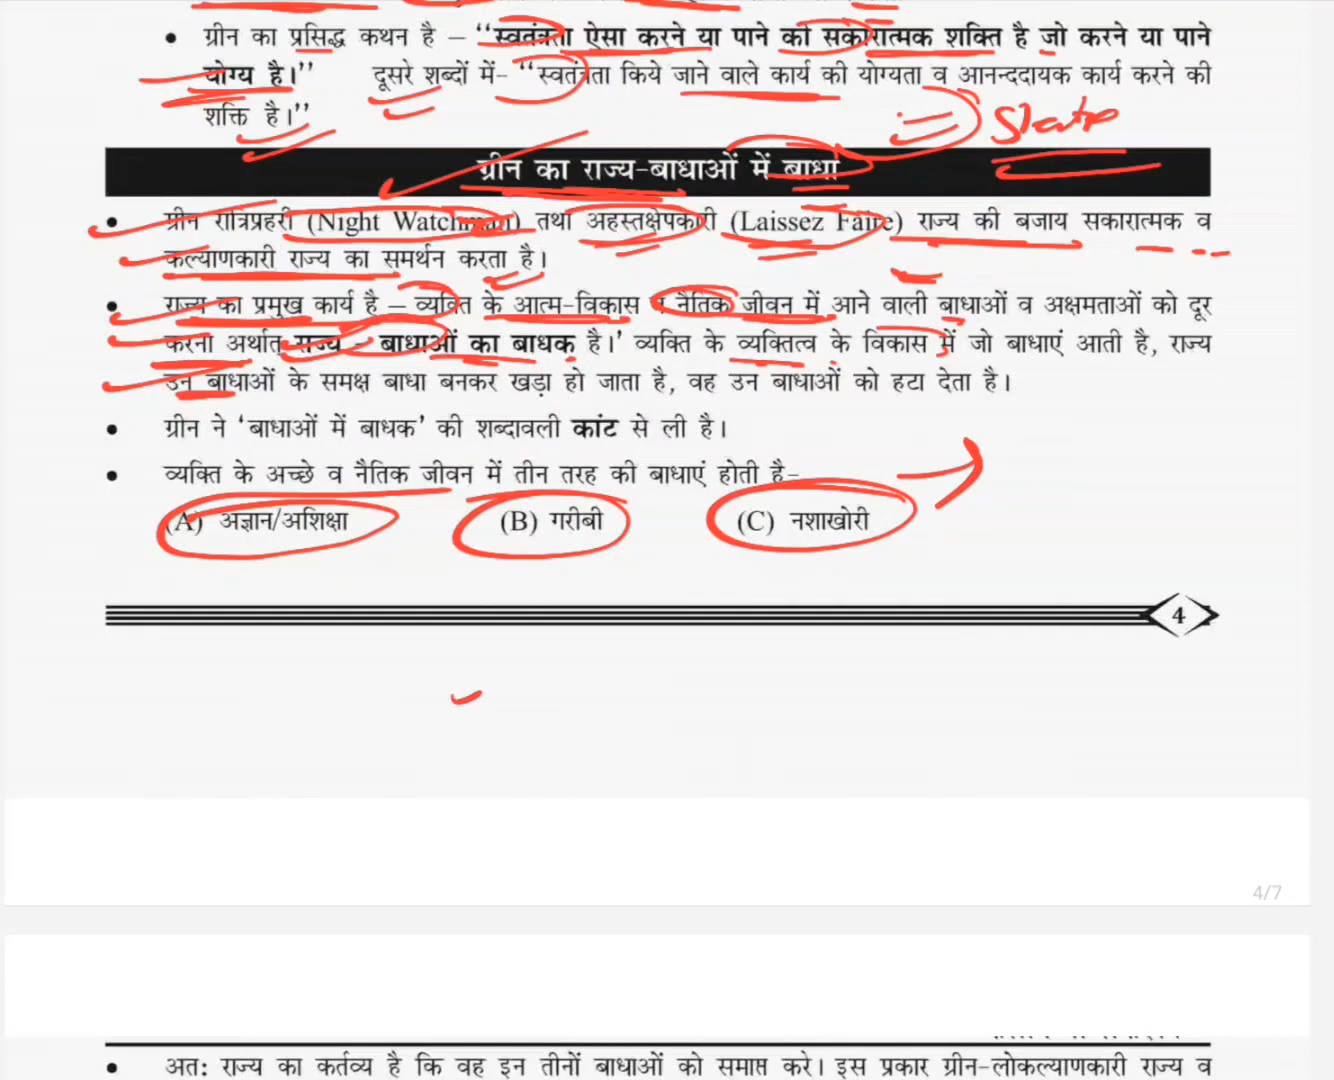 • ग्रीन का प्रसिद्ध कथन है – “स्वतंत्रता ऐसा करने या पाने की सकारात्मक शक्ति है जो करने या पाने
योग्य है।” दूसरे शब्दों में- “स्वतंत्रता किये जाने वाले कार्य की योग्यता व आनन्ददायक कार्य करने की
शक्ति है।”
State
ग्रीन का राज्य-बाधाओं में बाधा
• ग्रीन रात्रिप्रहरी (Night Watchman) तथा अहस्तक्षेपकारी (Laissez Faire) राज्य की बजाय सकारात्मक व
कल्याणकारी राज्य का समर्थन करता है।
• राज्य का प्रमुख कार्य है – व्यक्ति के आत्म-विकास व नैतिक जीवन में आने वाली बाधाओं व अक्षमताओं को दूर
करना अर्थात् राज्य – बाधाओं का बाधक है।’ व्यक्ति के व्यक्तित्व के विकास में जो बाधाएं आती है, राज्य
उन बाधाओं के समक्ष बाधा बनकर खड़ा हो जाता है, वह उन बाधाओं को हटा देता है।
• ग्रीन ने ‘बाधाओं में बाधक’ की शब्दावली कांट से ली है।
• व्यक्ति के अच्छे व नैतिक जीवन में तीन तरह की बाधाएं होती है–
(A) अज्ञान/अशिक्षा (B) गरीबी (C) नशाखोरी
4
4/7
• अतः राज्य का कर्तव्य है कि वह इन तीनों बाधाओं को समाप्त करे। इस प्रकार ग्रीन-लोकल्याणकारी राज्य व